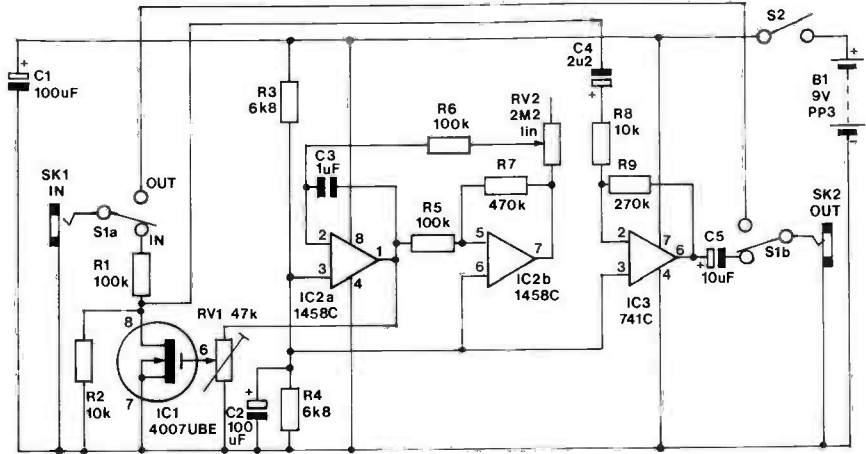 S2
C4
2u2
+
C1
100uF
+
R3
6k8
R6
100k
RV2
2M2
lin
R8
10k
+
B1
9V
PP3
-
SK1
IN
OUT
S1a
IN
C3
1uF
R7
470k
R9
270k
SK2
OUT
R5
100k
2
3
8
1
4
IC2a
1458C
5
6
7
IC2b
1458C
2
3
7
6
4
IC3
741C
C5
+
10uF
S1b
R1
100k
RV1 47k
8
6
7
R2
10k
IC1
4007UBE
+
C2
100
uF
R4
6k8